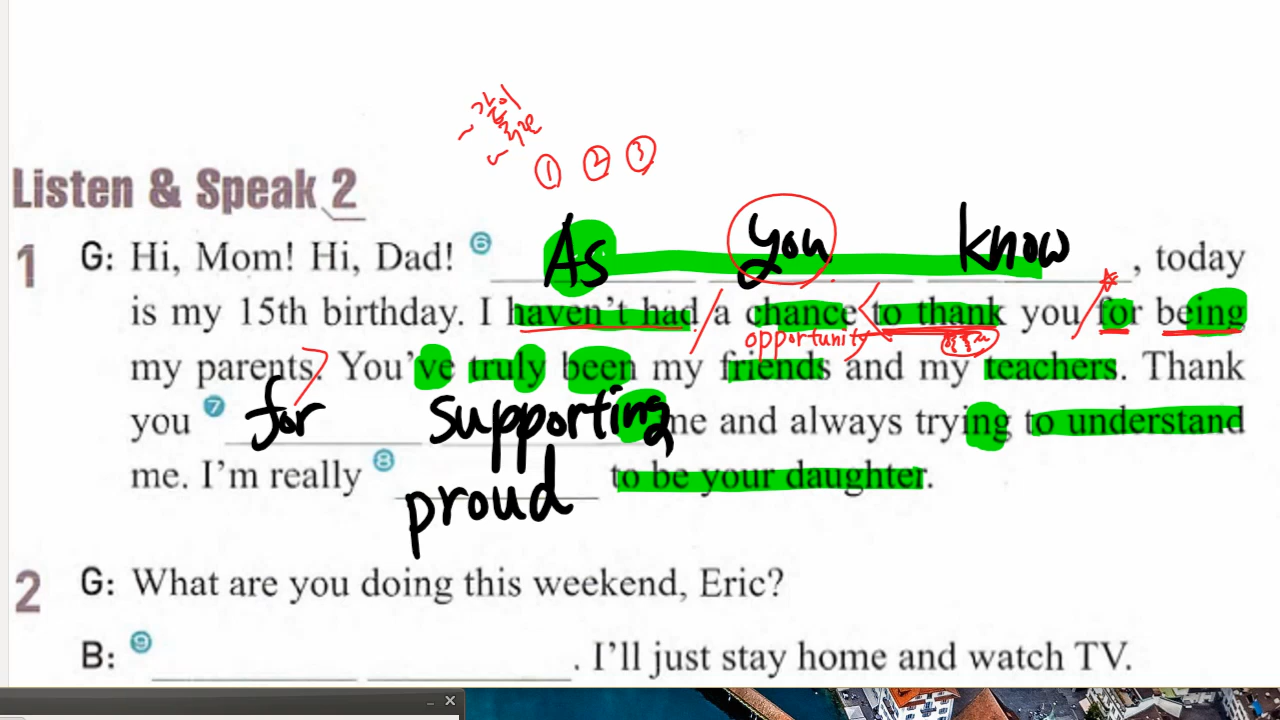 ① ② ③
Listen & Speak 2
1 G: Hi, Mom! Hi, Dad! ⑥ As you know, today
is my 15th birthday. I haven't had a chance to thank you for being
opportunity
my parents. You've truly been my friends and my teachers. Thank
you ⑦ for supporting me and always trying to understand
me. I'm really ⑧ proud to be your daughter.
2 G: What are you doing this weekend, Eric?
B: ⑨ . I'll just stay home and watch TV.